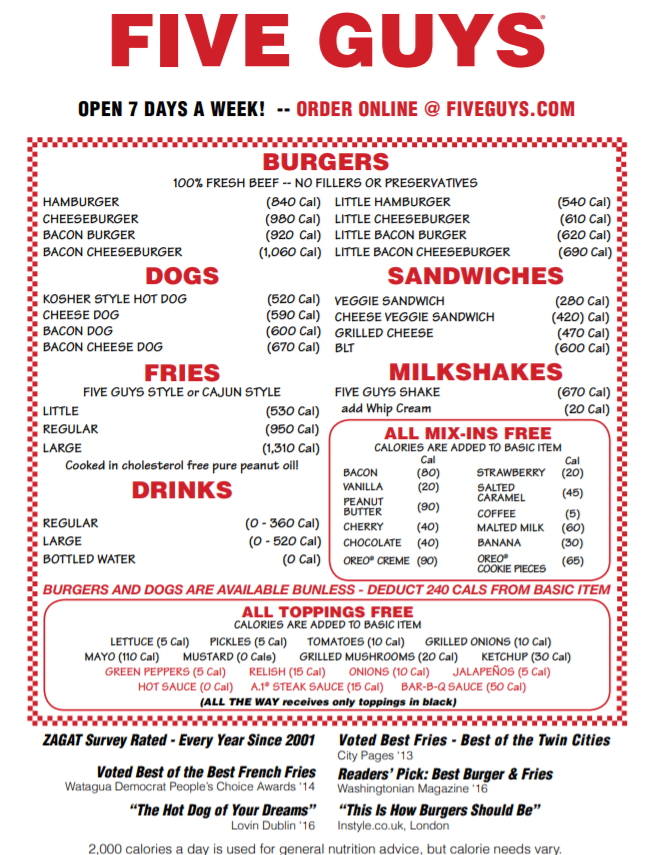 FIVE GUYS®
OPEN 7 DAYS A WEEK! -- ORDER ONLINE @ FIVEGUYS.COM
BURGERS
100% FRESH BEEF -- NO FILLERS OR PRESERVATIVES
HAMBURGER (840 Cal)
CHEESEBURGER (980 Cal)
BACON BURGER (920 Cal)
BACON CHEESEBURGER (1,060 Cal)
LITTLE HAMBURGER (540 Cal)
LITTLE CHEESEBURGER (610 Cal)
LITTLE BACON BURGER (620 Cal)
LITTLE BACON CHEESEBURGER (690 Cal)
DOGS
KOSHER STYLE HOT DOG (520 Cal)
CHEESE DOG (590 Cal)
BACON DOG (600 Cal)
BACON CHEESE DOG (670 Cal)
SANDWICHES
VEGGIE SANDWICH (280 Cal)
CHEESE VEGGIE SANDWICH (420) Cal)
GRILLED CHEESE (470 Cal)
BLT (600 Cal)
FRIES
FIVE GUYS STYLE or CAJUN STYLE
LITTLE (530 Cal)
REGULAR (950 Cal)
LARGE (1,310 Cal)
Cooked in cholesterol free pure peanut oil!
MILKSHAKES
FIVE GUYS SHAKE (670 Cal)
add Whip Cream (20 Cal)
ALL MIX-INS FREE
CALORIES ARE ADDED TO BASIC ITEM
Cal
BACON (80)
VANILLA (20)
PEANUT
BUTTER (90)
CHERRY (40)
CHOCOLATE (40)
OREO® CREME (90)
Cal
STRAWBERRY (20)
SALTED
CARAMEL (45)
COFFEE (5)
MALTED MILK (60)
BANANA (30)
OREO®
COOKIE PIECES (65)
DRINKS
REGULAR (0 - 360 Cal)
LARGE (0 - 520 Cal)
BOTTLED WATER (0 Cal)
BURGERS AND DOGS ARE AVAILABLE BUNLESS - DEDUCT 240 CALS FROM BASIC ITEM
ALL TOPPINGS FREE
CALORIES ARE ADDED TO BASIC ITEM
LETTUCE (5 Cal) PICKLES (5 Cal) TOMATOES (10 Cal) GRILLED ONIONS (10 Cal)
MAYO (110 Cal) MUSTARD (0 Cals) GRILLED MUSHROOMS (20 Cal) KETCHUP (30 Cal)
GREEN PEPPERS (5 Cal) RELISH (15 Cal) ONIONS (10 Cal) JALAPEÑOS (5 Cal)
HOT SAUCE (0 Cal) A.1® STEAK SAUCE (15 Cal) BAR-B-Q SAUCE (50 Cal)
(ALL THE WAY receives only toppings in black)
ZAGAT Survey Rated - Every Year Since 2001
Voted Best Fries - Best of the Twin Cities
City Pages '13
Voted Best of the Best French Fries
Watagua Democrat People's Choice Awards '14
Readers' Pick: Best Burger & Fries
Washingtonian Magazine '16
"The Hot Dog of Your Dreams"
Lovin Dublin '16
"This Is How Burgers Should Be"
Instyle.co.uk, London
2,000 calories a day is used for general nutrition advice, but calorie needs vary.